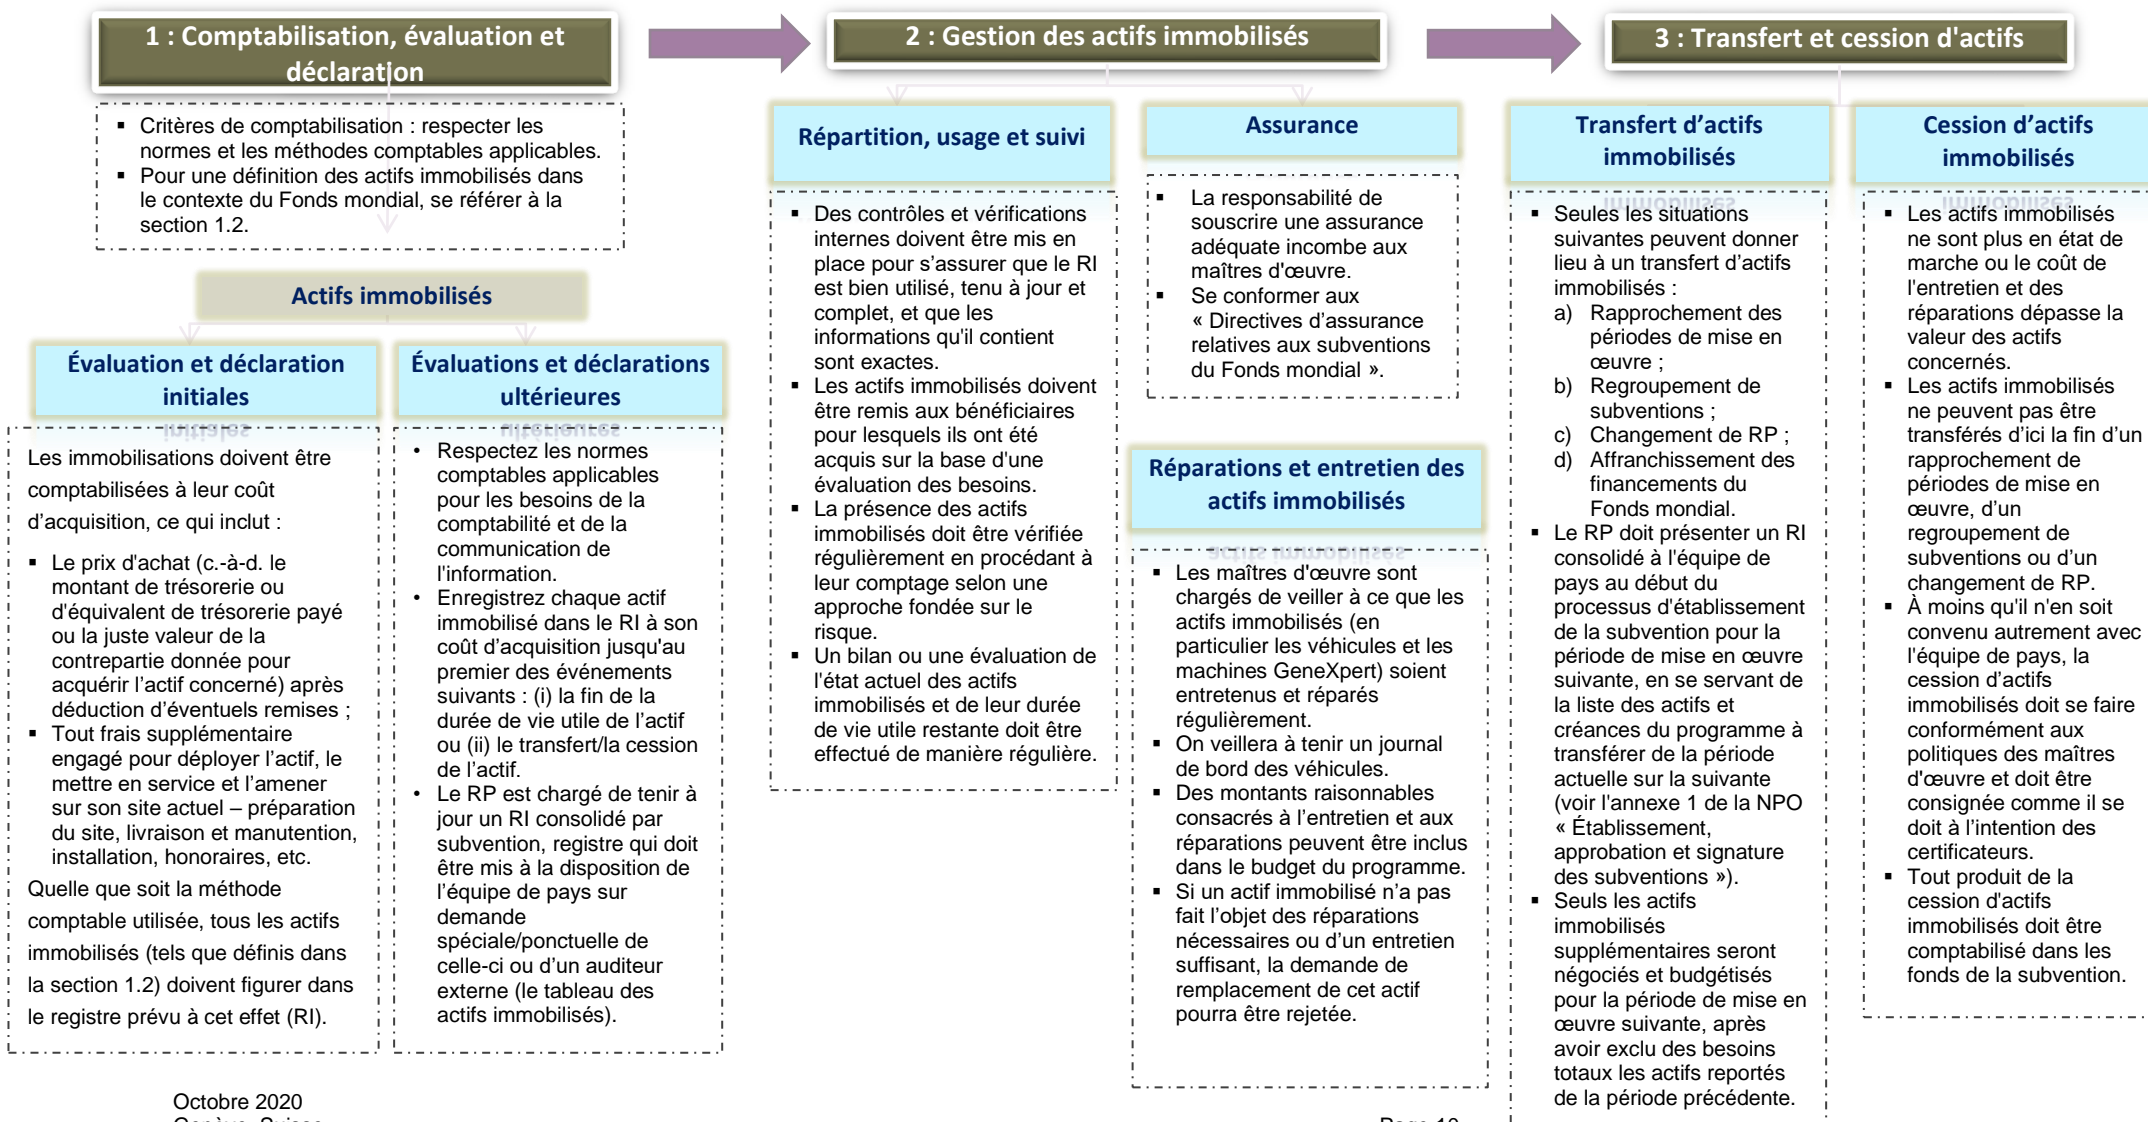 1 : Comptabilisation, évaluation et
déclaration
▪ Critères de comptabilisation : respecter les
normes et les méthodes comptables applicables.
▪ Pour une définition des actifs immobilisés dans
le contexte du Fonds mondial, se référer à la
section 1.2.
Actifs immobilisés
Évaluation et déclaration
initiales
Les immobilisations doivent être
comptabilisées à leur coût
d’acquisition, ce qui inclut :
▪ Le prix d'achat (c.-à-d. le
montant de trésorerie ou
d'équivalent de trésorerie payé
ou la juste valeur de la
contrepartie donnée pour
acquérir l’actif concerné) après
déduction d’éventuels remises ;
▪ Tout frais supplémentaire
engagé pour déployer l’actif, le
mettre en service et l’amener
sur son site actuel – préparation
du site, livraison et manutention,
installation, honoraires, etc.
Quelle que soit la méthode
comptable utilisée, tous les actifs
immobilisés (tels que définis dans
la section 1.2) doivent figurer dans
le registre prévu à cet effet (RI).
Évaluations et déclarations
ultérieures
• Respectez les normes
comptables applicables
pour les besoins de la
comptabilité et de la
communication de
l'information.
• Enregistrez chaque actif
immobilisé dans le RI à son
coût d’acquisition jusqu'au
premier des événements
suivants : (i) la fin de la
durée de vie utile de l’actif
ou (ii) le transfert/la cession
de l’actif.
• Le RP est chargé de tenir à
jour un RI consolidé par
subvention, registre qui doit
être mis à la disposition de
l’équipe de pays sur
demande
spéciale/ponctuelle de
celle-ci ou d’un auditeur
externe (le tableau des
actifs immobilisés).
2 : Gestion des actifs immobilisés
Répartition, usage et suivi
▪ Des contrôles et vérifications
internes doivent être mis en
place pour s’assurer que le RI
est bien utilisé, tenu à jour et
complet, et que les
informations qu'il contient
sont exactes.
▪ Les actifs immobilisés doivent
être remis aux bénéficiaires
pour lesquels ils ont été
acquis sur la base d'une
évaluation des besoins.
▪ La présence des actifs
immobilisés doit être vérifiée
régulièrement en procédant à
leur comptage selon une
approche fondée sur le
risque.
▪ Un bilan ou une évaluation de
l'état actuel des actifs
immobilisés et de leur durée
de vie utile restante doit être
effectué de manière régulière.
Assurance
▪ La responsabilité de
souscrire une assurance
adéquate incombe aux
maîtres d'œuvre.
▪ Se conformer aux
« Directives d’assurance
relatives aux subventions
du Fonds mondial ».
Réparations et entretien des
actifs immobilisés
▪ Les maîtres d'œuvre sont
chargés de veiller à ce que les
actifs immobilisés (en
particulier les véhicules et les
machines GeneXpert) soient
entretenus et réparés
régulièrement.
▪ On veillera à tenir un journal
de bord des véhicules.
▪ Des montants raisonnables
consacrés à l’entretien et aux
réparations peuvent être inclus
dans le budget du programme.
▪ Si un actif immobilisé n’a pas
fait l’objet des réparations
nécessaires ou d’un entretien
suffisant, la demande de
remplacement de cet actif
pourra être rejetée.
3 : Transfert et cession d'actifs
Transfert d’actifs
immobilisés
▪ Seules les situations
suivantes peuvent donner
lieu à un transfert d’actifs
immobilisés :
a) Rapprochement des
périodes de mise en
œuvre ;
b) Regroupement de
subventions ;
c) Changement de RP ;
d) Affranchissement des
financements du
Fonds mondial.
▪ Le RP doit présenter un RI
consolidé à l'équipe de
pays au début du
processus d’établissement
de la subvention pour la
période de mise en œuvre
suivante, en se servant de
la liste des actifs et
créances du programme à
transférer de la période
actuelle sur la suivante
(voir l'annexe 1 de la NPO
« Établissement,
approbation et signature
des subventions »).
▪ Seuls les actifs
immobilisés
supplémentaires seront
négociés et budgétisés
pour la période de mise en
œuvre suivante, après
avoir exclu des besoins
totaux les actifs reportés
de la période précédente.
Cession d’actifs
immobilisés
▪ Les actifs immobilisés
ne sont plus en état de
marche ou le coût de
l'entretien et des
réparations dépasse la
valeur des actifs
concernés.
▪ Les actifs immobilisés
ne peuvent pas être
transférés d'ici la fin d’un
rapprochement de
périodes de mise en
œuvre, d’un
regroupement de
subventions ou d’un
changement de RP.
▪ À moins qu'il n'en soit
convenu autrement avec
l'équipe de pays, la
cession d’actifs
immobilisés doit se faire
conformément aux
politiques des maîtres
d'œuvre et doit être
consignée comme il se
doit à l’intention des
certificateurs.
▪ Tout produit de la
cession d'actifs
immobilisés doit être
comptabilisé dans les
fonds de la subvention.
Octobre 2020